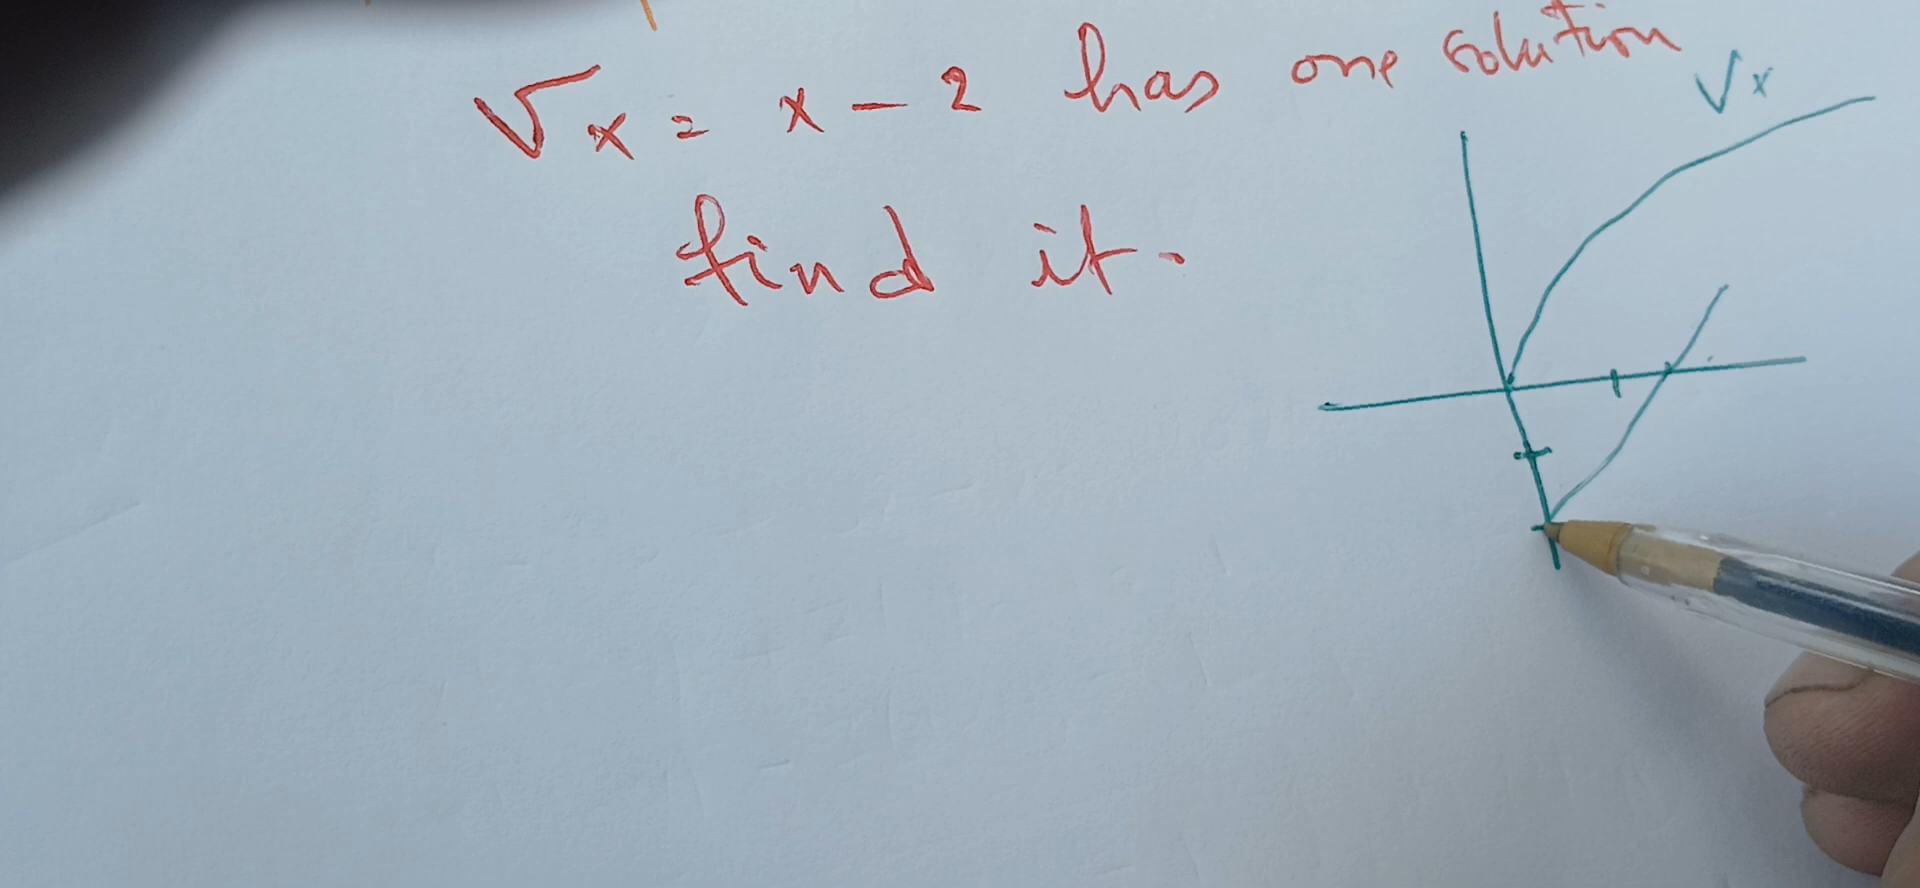 √x = x - 2 has one solution
find it.
√x